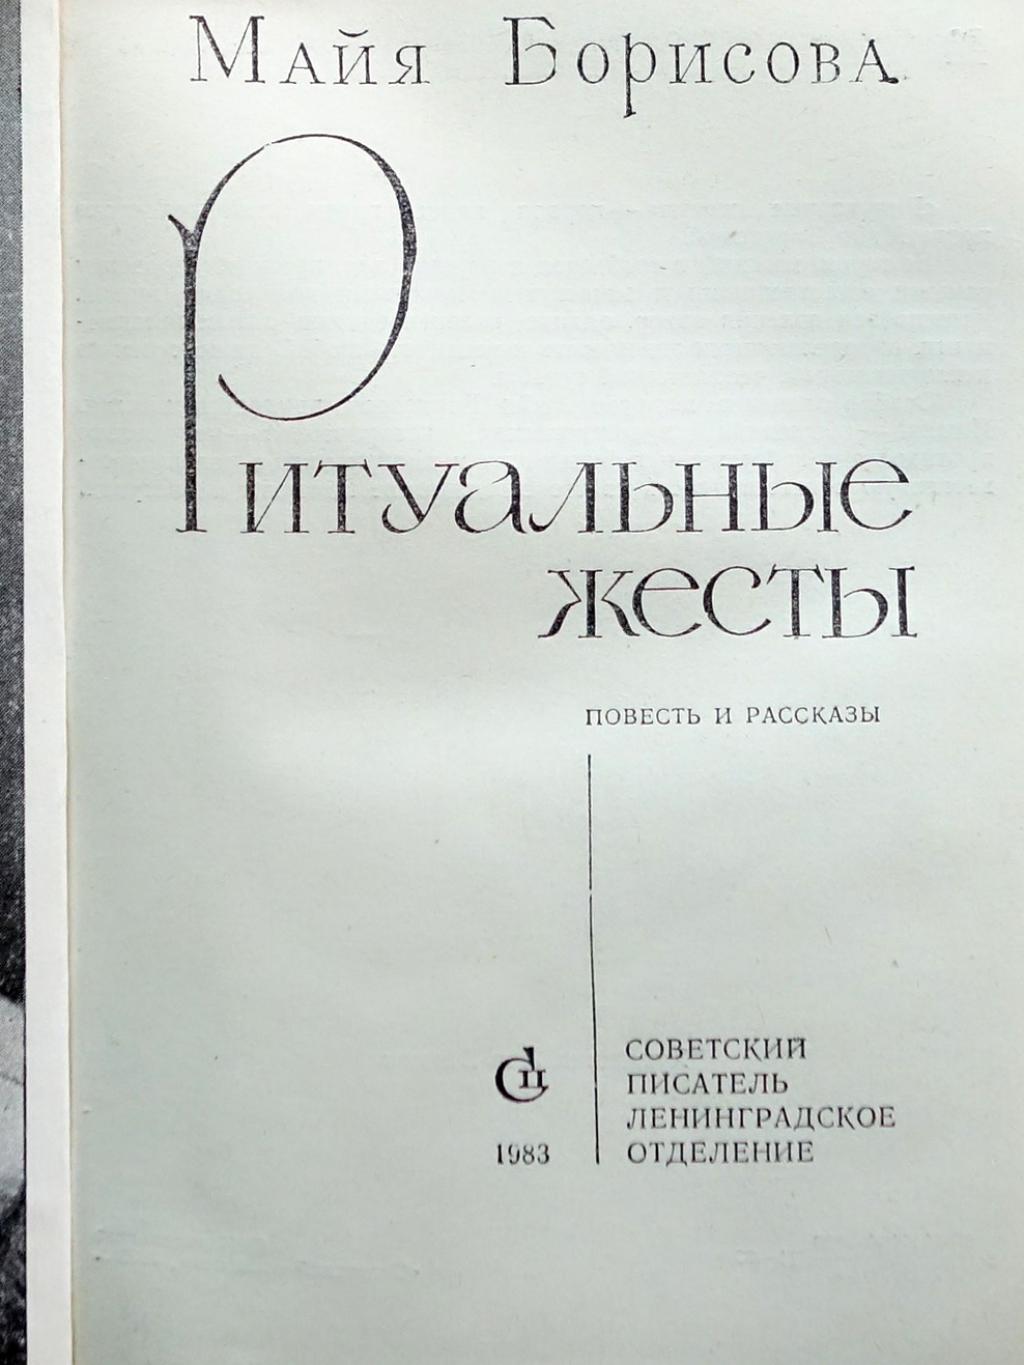 Майя Борисова
Ритуальные
жесты
ПОВЕСТЬ И РАССКАЗЫ
СОВЕТСКИЙ
ПИСАТЕЛЬ
ЛЕНИНГРАДСКОЕ
1983 ОТДЕЛЕНИЕ